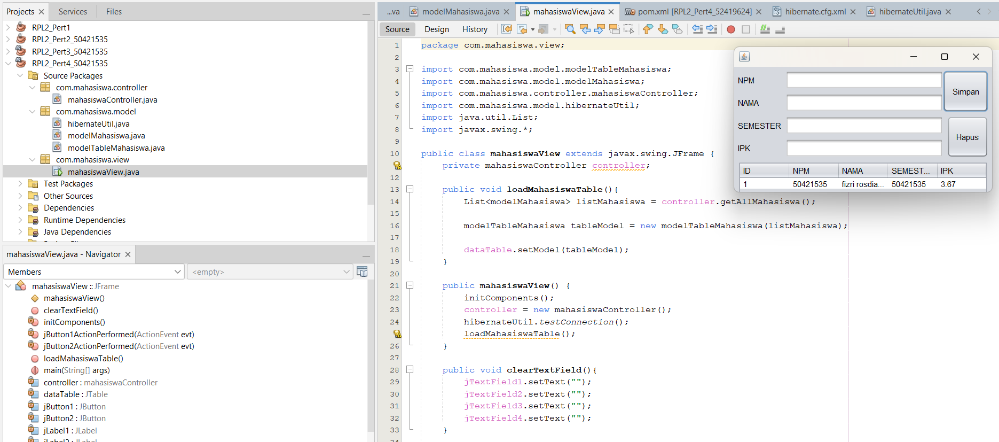 Projects
Services
Files
RPL2_Pert1
RPL2_Pert2_50421535
RPL2_Pert3_50421535
RPL2_Pert4_50421535
Source Packages
com.mahasiswa.controller
mahasiswaController.java
com.mahasiswa.model
hibernateUtil.java
modelMahasiswa.java
modelTableMahasiswa.java
com.mahasiswa.view
mahasiswaView.java
Test Packages
Other Sources
Dependencies
Runtime Dependencies
Java Dependencies
mahasiswaView.java - Navigator
Members
<empty>
mahasiswaView :: JFrame
mahasiswaView()
clearTextField()
initComponents()
jButton1ActionPerformed(ActionEvent evt)
jButton2ActionPerformed(ActionEvent evt)
loadMahasiswaTable()
main(String[] args)
controller : mahasiswaController
dataTable : JTable
jButton1 : JButton
jButton2 : JButton
jLabel1 : JLabel
jLabel2 : JLabel
...va
modelMahasiswa.java
mahasiswaView.java
pom.xml [RPL2_Pert4_52419624]
hibernate.cfg.xml
hibernateUtil.java
Source
Design
History
1 package com.mahasiswa.view;
2
3 import com.mahasiswa.model.modelTableMahasiswa;
4 import com.mahasiswa.model.modelMahasiswa;
5 import com.mahasiswa.controller.mahasiswaController;
6 import com.mahasiswa.model.hibernateUtil;
7 import java.util.List;
8 import javax.swing.*;
9
10 public class mahasiswaView extends javax.swing.JFrame {
private mahasiswaController controller;
12
13 public void loadMahasiswaTable(){
14 List<modelMahasiswa> listMahasiswa = controller.getAllMahasiswa();
15
16 modelTableMahasiswa tableModel = new modelTableMahasiswa(listMahasiswa);
17
18 dataTable.setModel(tableModel);
19 }
20
21 public mahasiswaView() {
22 initComponents();
23 controller = new mahasiswaController();
24 hibernateUtil.testConnection();
loadMahasiswaTable();
26 }
27
28 public void clearTextField(){
29 jTextField1.setText("");
30 jTextField2.setText("");
31 jTextField3.setText("");
32 jTextField4.setText("");
33 }
34
NPM
NAMA
SEMESTER
IPK
Simpan
Hapus
ID NPM NAMA SEMEST... IPK
1 50421535 fizri rosdia... 50421535 3.67